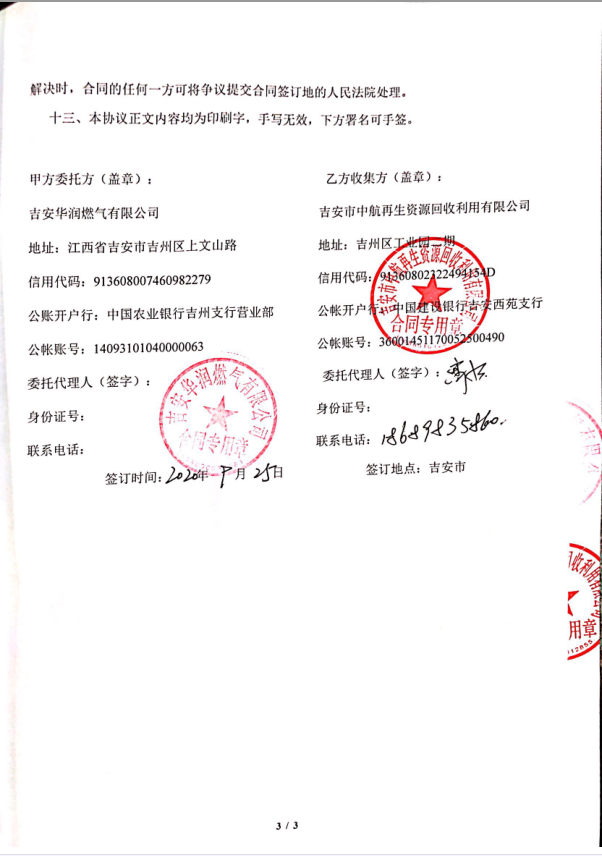 解决时，合同的任何一方可将争议提交合同签订地的人民法院处理。
十三、本协议正文内容均为印刷字，手写无效，下方署名可手签。
甲方委托方（盖章）：
吉安华润燃气有限公司
地址：江西省吉安市吉州区上文山路
信用代码：913608007460982279
公账开户行：中国农业银行吉州支行营业部
公帐账号：14093101040000063
委托代理人（签字）：
身份证号：
联系电话：
签订时间：2020年 月 25日
吉安华润燃气有限公司
合同专用章
乙方收集方（盖章）：
吉安市中航再生资源回收利用有限公司
地址：吉州区工业园二期
信用代码：91360802322494154D
公帐开户行：中国建设银行吉安西苑支行
公帐账号：36001451170052500490
委托代理人（签字）：
身份证号：
联系电话：18689835860.
签订地点：吉安市
吉安市中航再生资源回收利用有限公司
合同专用章
回收利用有限公司
用章
112855
3 / 3